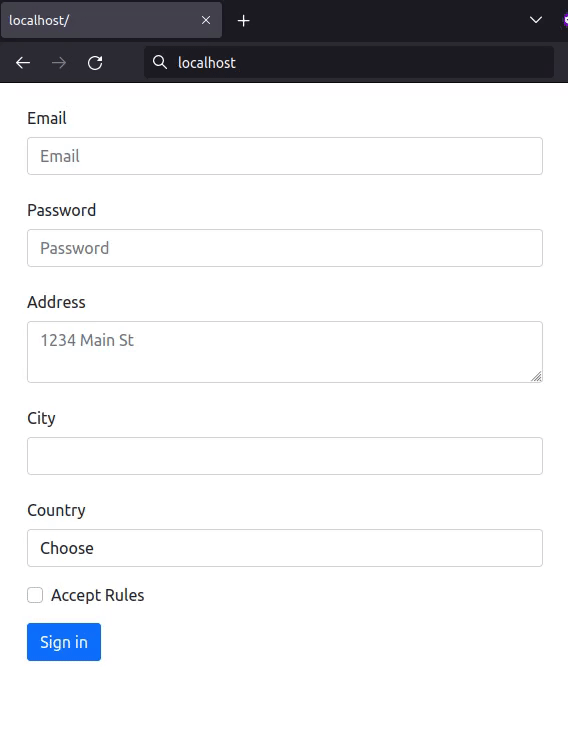 localhost/
localhost
Email
Email
Password
Password
Address
1234 Main St
City
Country
Choose
Accept Rules
Sign in